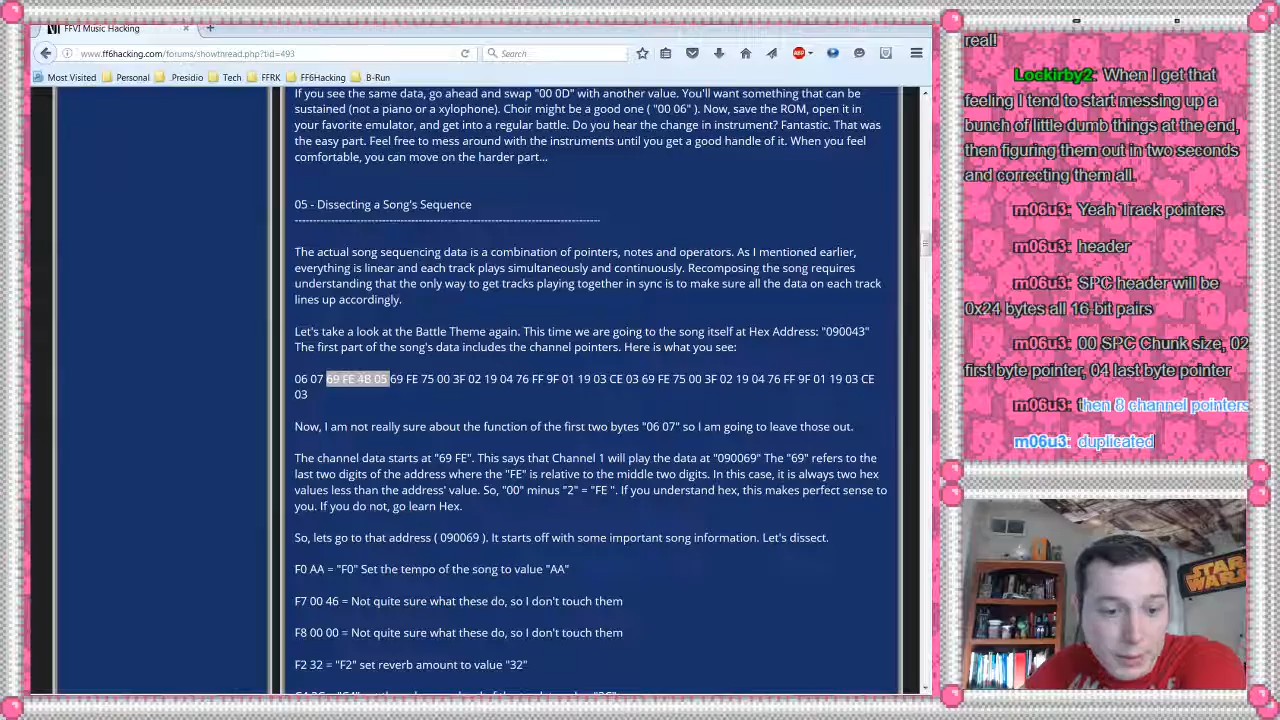 FFVI Music Hacking
www.ff6hacking.com/forums/showthread.php?tid=493
Search
Most Visited
Personal
Presidio
Tech
FFRK
FF6Hacking
B-Run
If you see the same data, go ahead and swap "00 0D" with another value. You'll want something that can be
sustained (not a piano or a xylophone). Choir might be a good one ( "00 06" ). Now, save the ROM, open it in
your favorite emulator, and get into a regular battle. Do you hear the change in instrument? Fantastic. That was
the easy part. Feel free to mess around with the instruments until you get a good handle of it. When you feel
comfortable, you can move on the harder part...
05 - Dissecting a Song's Sequence
The actual song sequencing data is a combination of pointers, notes and operators. As I mentioned earlier,
everything is linear and each track plays simultaneously and continuously. Recomposing the song requires
understanding that the only way to get tracks playing together in sync is to make sure all the data on each track
lines up accordingly.
Let's take a look at the Battle Theme again. This time we are going to the song itself at Hex Address: "090043"
The first part of the song's data includes the channel pointers. Here is what you see:
06 07 69 FE 4B 05 69 FE 75 00 3F 02 19 04 76 FF 9F 01 19 03 CE 03 69 FE 75 00 3F 02 19 04 76 FF 9F 01 19 03 CE
03
Now, I am not really sure about the function of the first two bytes "06 07" so I am going to leave those out.
The channel data starts at "69 FE". This says that Channel 1 will play the data at "090069" The "69" refers to the
last two digits of the address where the "FE" is relative to the middle two digits. In this case, it is always two hex
values less than the address' value. So, "00" minus "2" = "FE ". If you understand hex, this makes perfect sense to
you. If you do not, go learn Hex.
So, lets go to that address ( 090069 ). It starts off with some important song information. Let's dissect.
F0 AA = "F0" Set the tempo of the song to value "AA"
F7 00 46 = Not quite sure what these do, so I don't touch them
F8 00 00 = Not quite sure what these do, so I don't touch them
F2 32 = "F2" set reverb amount to value "32"
real!
Lockirby2: When I get that
feeling I tend to start messing up a
bunch of little dumb things at the end,
then figuring them out in two seconds
and correcting them all.
m06u3: Yeah Track pointers
m06u3: header
m06u3: SPC header will be
0x24 bytes all 16-bit pairs
m06u3: 00 SPC Chunk size, 02
first byte pointer, 04 last byte pointer
m06u3: then 8 channel pointers
m06u3: duplicated
STAR
WARS